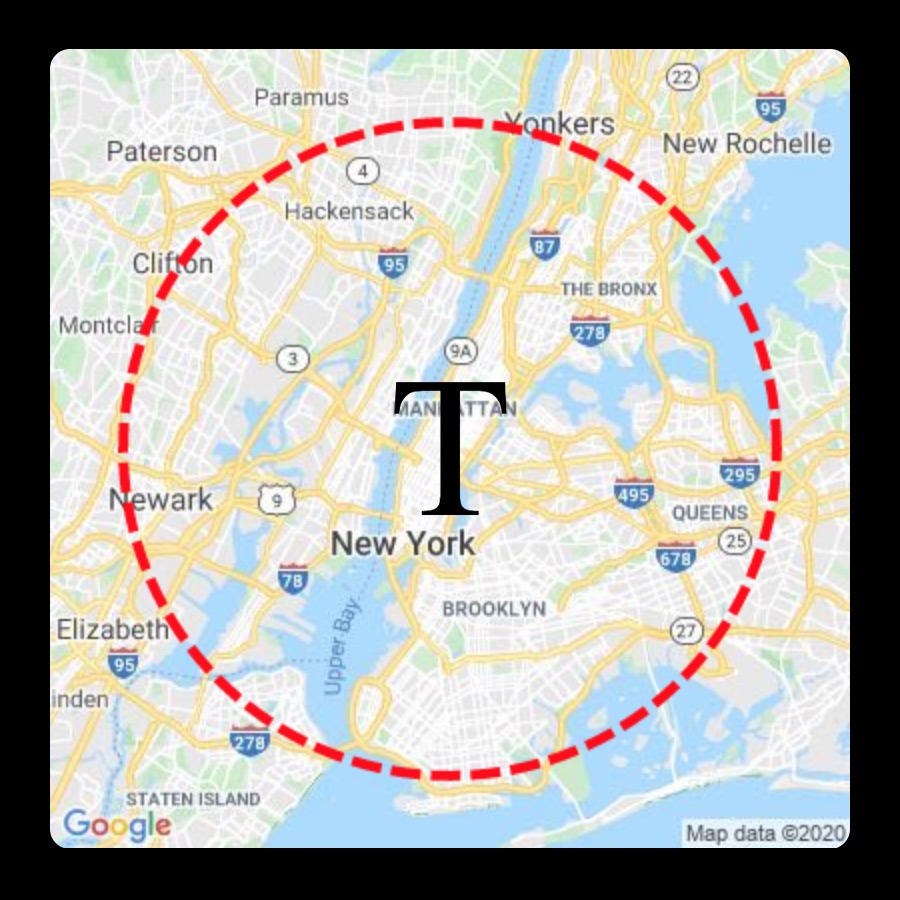 22
Paramus
95
Yonkers
New Rochelle
Paterson
4
Hackensack
87
Clifton
95
THE BRONX
Montclair
278
9A
3
T
MANHATTAN
295
495
Newark
9
QUEENS
New York
25
678
78
BROOKLYN
Elizabeth
27
Upper Bay
95
inden
278
STATEN ISLAND
Google
Map data ©2020